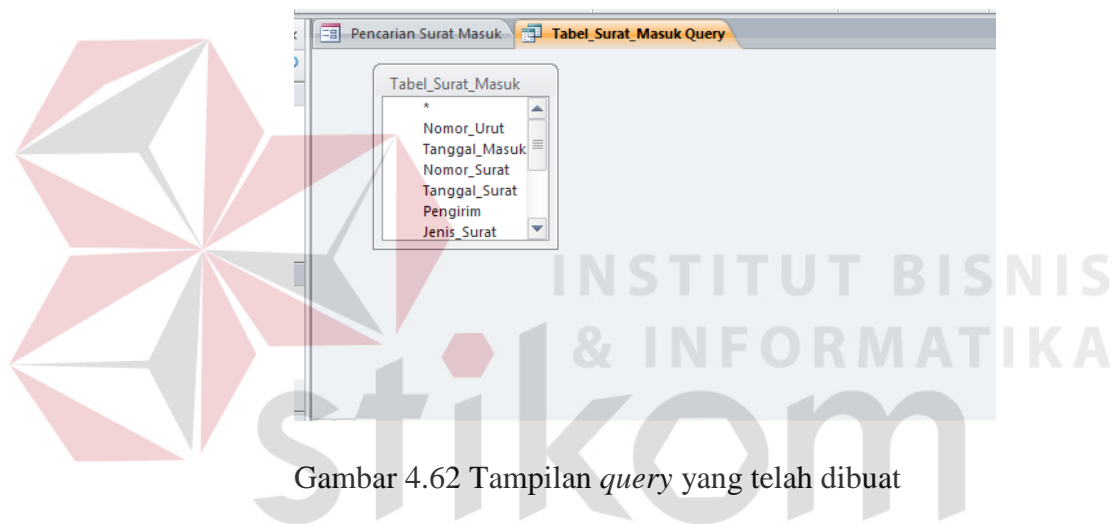 Pencarian Surat Masuk Tabel_Surat_Masuk Query
Tabel_Surat_Masuk
*
Nomor_Urut
Tanggal_Masuk
Nomor_Surat
Tanggal_Surat
Pengirim
Jenis_Surat
INSTITUT BISNIS
& INFORMATIKA
stikom
Gambar 4.62 Tampilan query yang telah dibuat